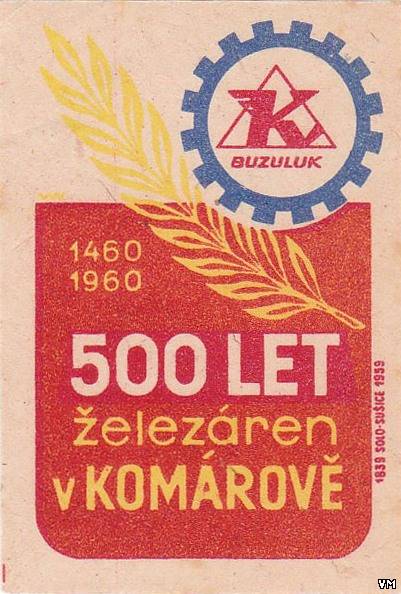 K
BUZULUK
1460
1960
500 LET
železáren
v KOMÁROVĚ
1839 SOLO-SUŠICE 1959
VM